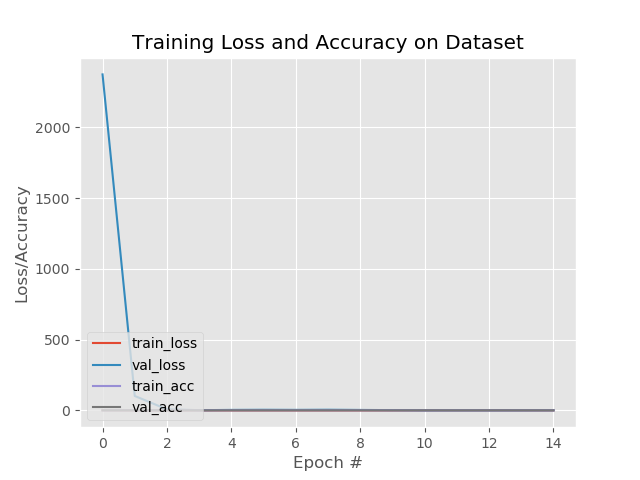 Training Loss and Accuracy on Dataset
Loss/Accuracy
2000
1500
1000
500
0
train_loss
val_loss
train_acc
val_acc
0 2 4 6 8 10 12 14
Epoch #